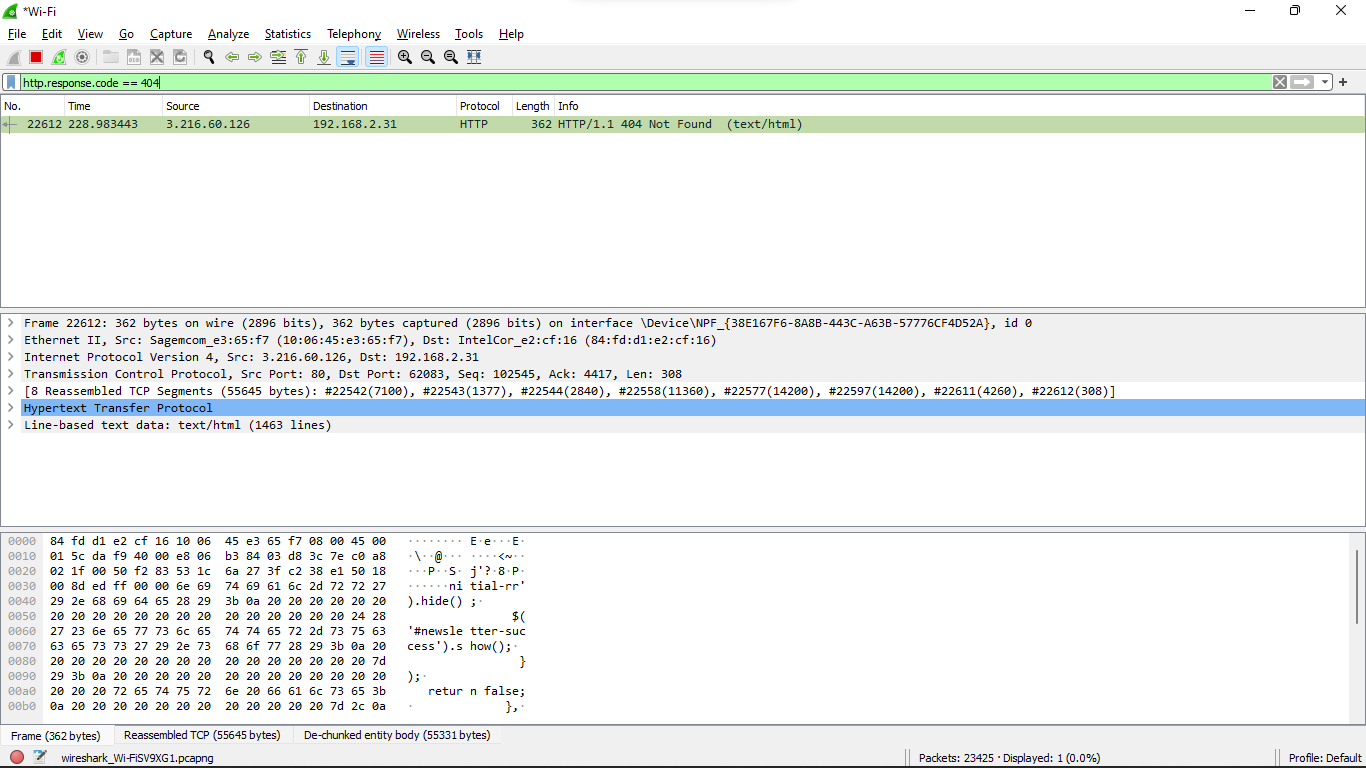 *Wi-Fi
File Edit View Go Capture Analyze Statistics Telephony Wireless Tools Help
http.response.code == 404
No. Time Source Destination Protocol Length Info
22612 228.983443 3.216.60.126 192.168.2.31 HTTP 362 HTTP/1.1 404 Not Found (text/html)
Frame 22612: 362 bytes on wire (2896 bits), 362 bytes captured (2896 bits) on interface \Device\NPF_{38E167F6-8A8B-443C-A63B-57776CF4D52A}, id 0
Ethernet II, Src: Sagemcom_e3:65:f7 (10:06:45:e3:65:f7), Dst: IntelCor_e2:cf:16 (84:fd:d1:e2:cf:16)
Internet Protocol Version 4, Src: 3.216.60.126, Dst: 192.168.2.31
Transmission Control Protocol, Src Port: 80, Dst Port: 62083, Seq: 102545, Ack: 4417, Len: 308
[8 Reassembled TCP Segments (55645 bytes): #22542(7100), #22543(1377), #22544(2840), #22558(11360), #22577(14200), #22597(14200), #22611(4260), #22612(308)]
Hypertext Transfer Protocol
Line-based text data: text/html (1463 lines)
0000 84 fd d1 e2 cf 16 10 06 45 e3 65 f7 08 00 45 00 ········ E·e···E·
0010 01 5c da f9 40 00 e8 06 b3 84 03 d8 3c 7e c0 a8 ·\··@··· ····<~··
0020 02 1f 00 50 f2 83 53 1c 6a 27 3f c2 38 e1 50 18 ···P··S· j'?·8·P·
0030 00 8d ed ff 00 00 6e 69 74 69 61 6c 2d 72 72 27 ······ni tial-rr'
0040 29 2e 68 69 64 65 28 29 3b 0a 20 20 20 20 20 20 ).hide() ;·
0050 20 20 20 20 20 20 20 20 20 20 20 20 20 20 24 28 $(
0060 27 23 6e 65 77 73 6c 65 74 74 65 72 2d 73 75 63 '#newsle tter-suc
0070 63 65 73 73 27 29 2e 73 68 6f 77 28 29 3b 0a 20 cess').s how();·
0080 20 20 20 20 20 20 20 20 20 20 20 20 20 20 20 7d }
0090 29 3b 0a 20 20 20 20 20 20 20 20 20 20 20 20 20 );·
00a0 20 20 20 72 65 74 75 72 6e 20 66 61 6c 73 65 3b retur n false;
00b0 0a 20 20 20 20 20 20 20 20 20 20 20 20 7d 2c 0a · },·
Frame (362 bytes) Reassembled TCP (55645 bytes) De-chunked entity body (55331 bytes)
wireshark_Wi-FiSV9XG1.pcapng Packets: 23425 · Displayed: 1 (0.0%) Profile: Default